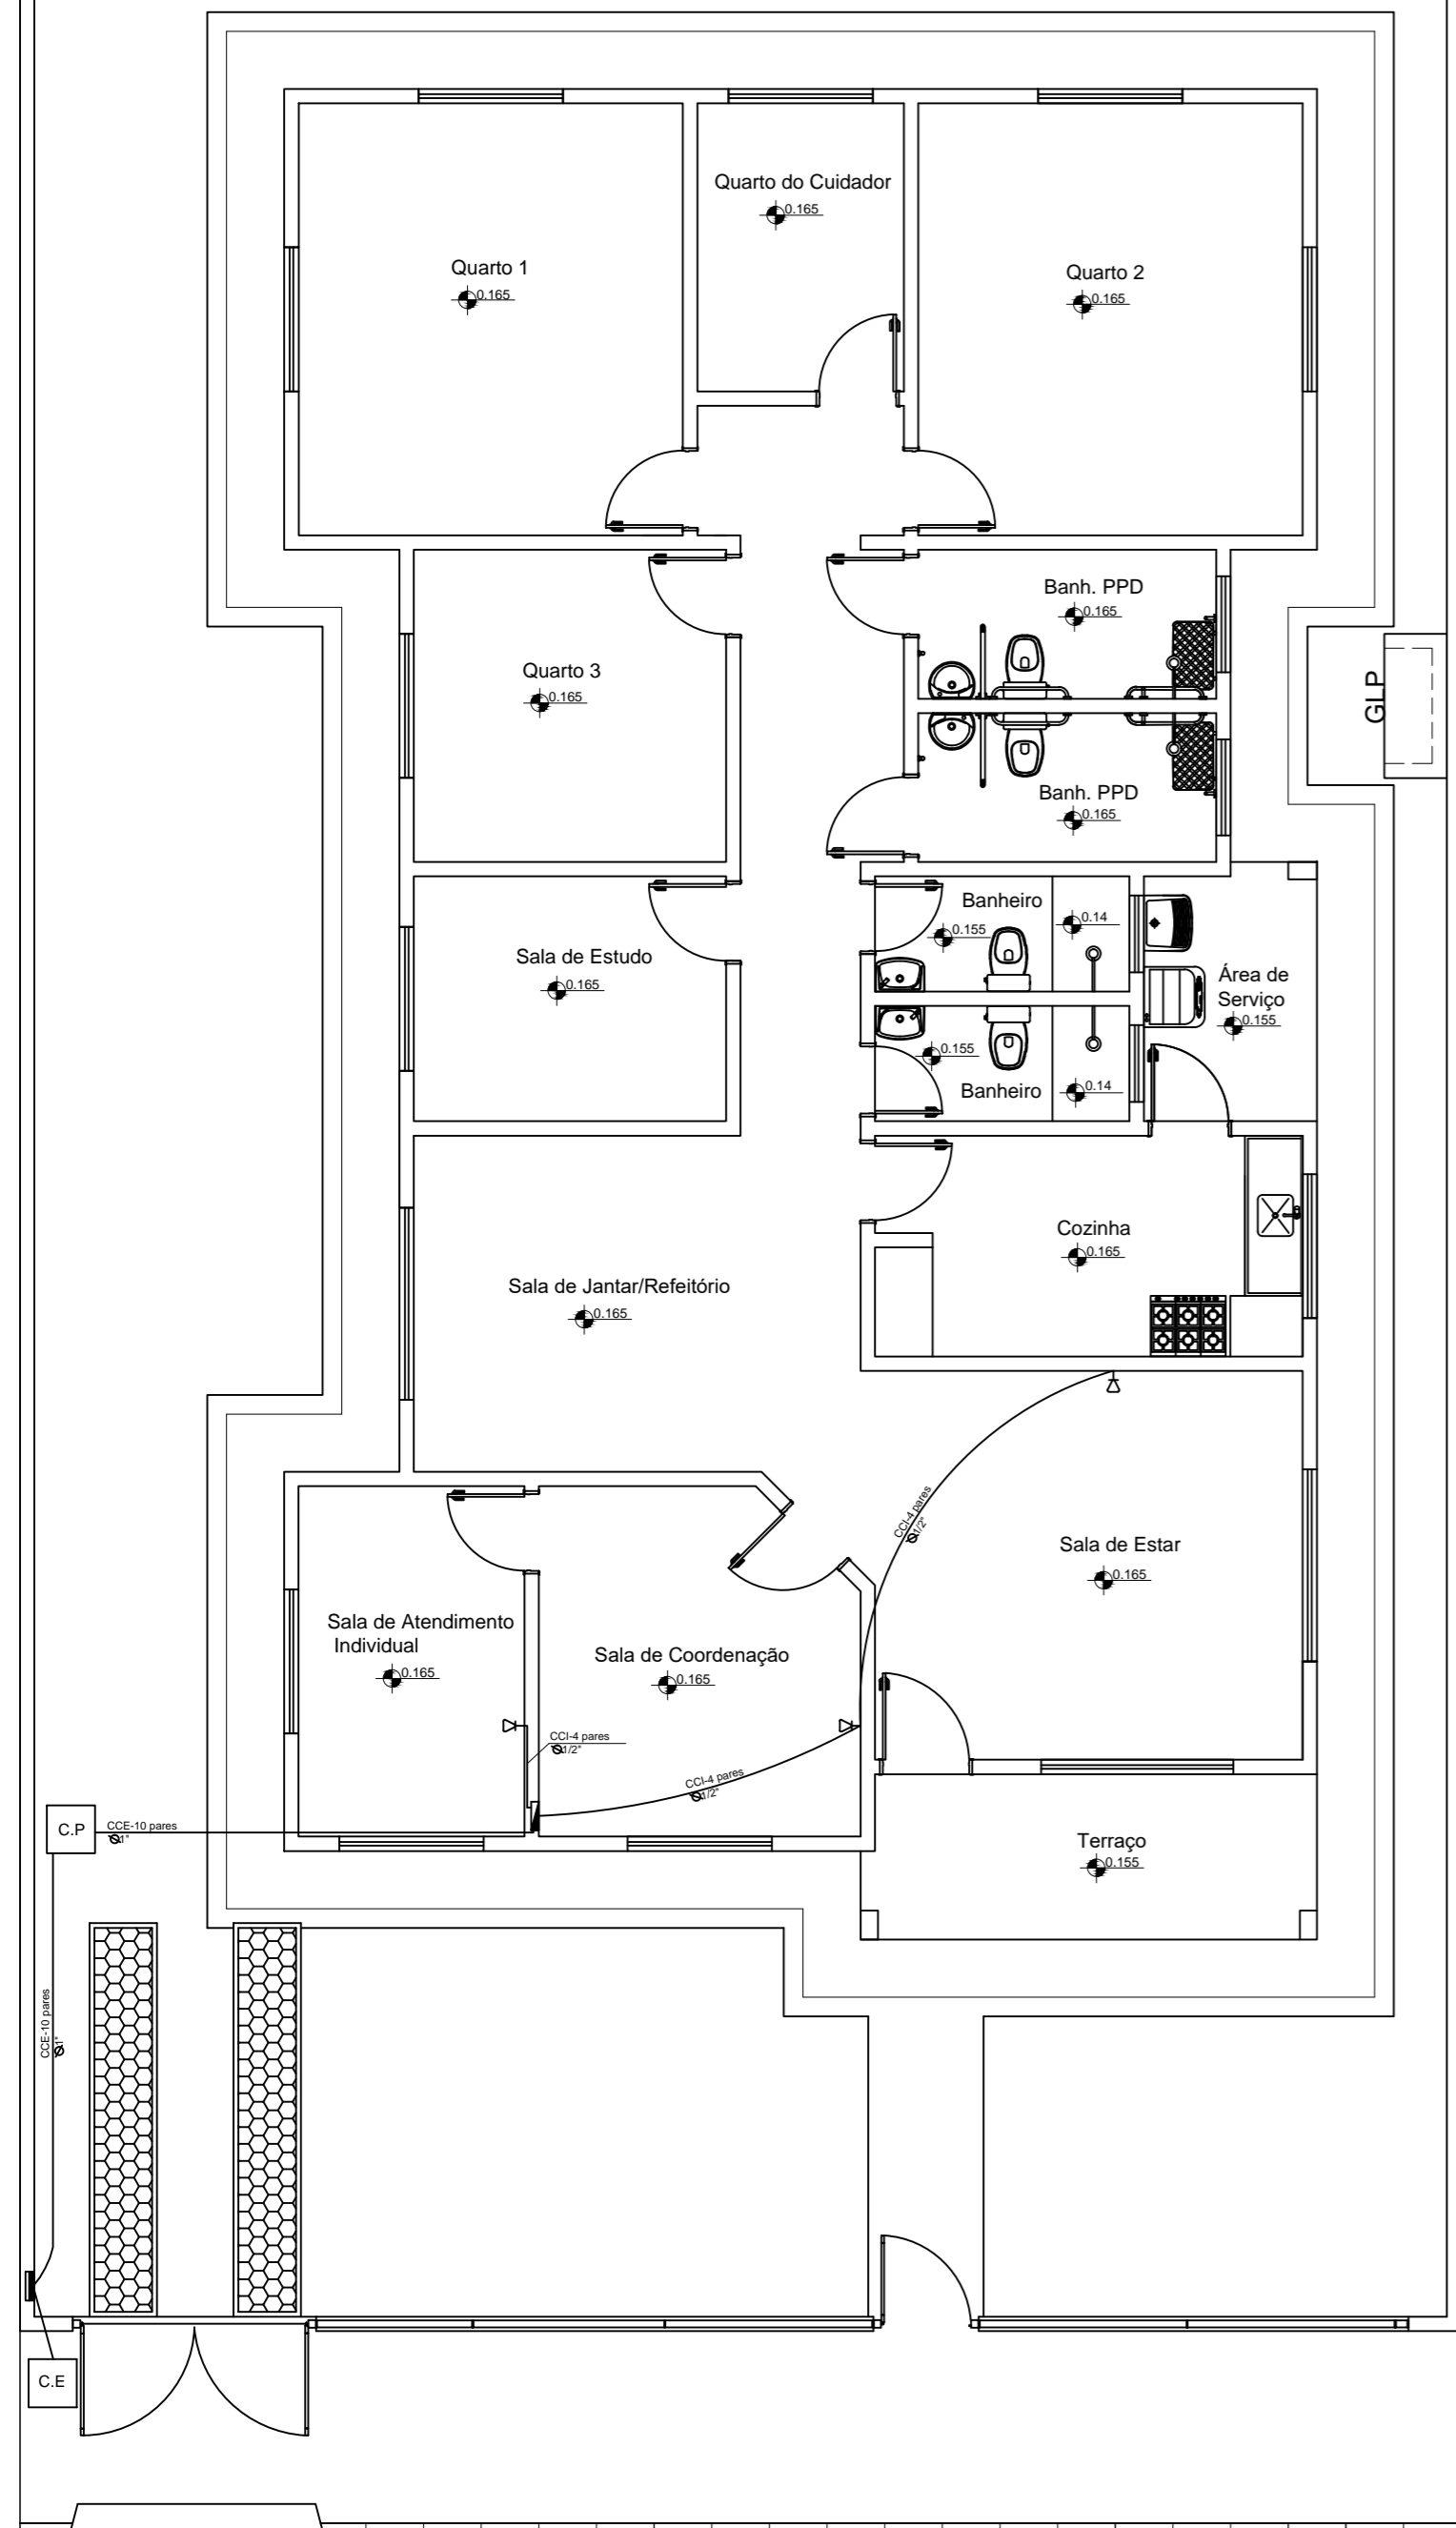 Quarto do Cuidador
0.165
Quarto 1
0.165
Quarto 2
0.165
Banh. PPD
0.165
Quarto 3
0.165
GLP
Banh. PPD
0.165
Banheiro
0.155
0.14
Sala de Estudo
0.165
Área de
Serviço
0.155
0.155
Banheiro
0.14
Cozinha
0.165
Sala de Jantar/Refeitório
0.165
CCI-4 pares
Ø1/2"
Sala de Estar
0.165
Sala de Atendimento
Individual
0.165
Sala de Coordenação
0.165
CCI-4 pares
Ø1/2"
CCI-4 pares
Ø1/2"
C.P
CCE-10 pares
Ø1"
Terraço
0.155
CCE-10 pares
Ø1"
C.E